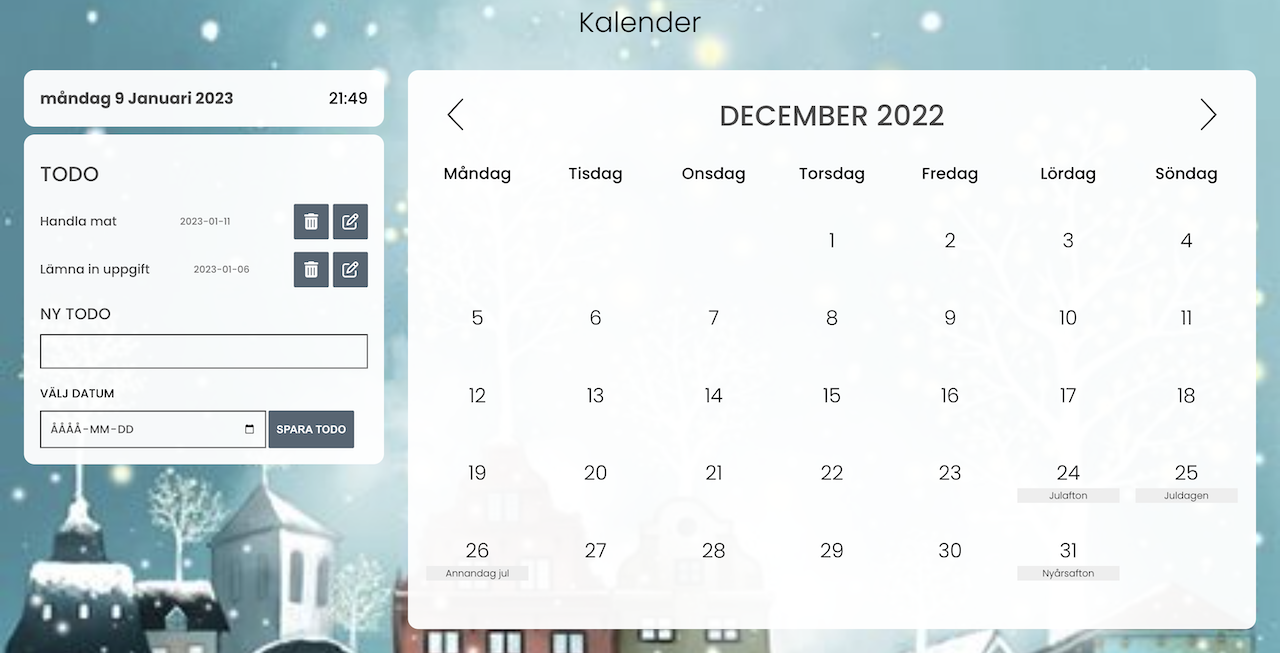 Kalender
måndag 9 Januari 2023 21:49
TODO
Handla mat 2023-01-11
Lämna in uppgift 2023-01-06
NY TODO
VÄLJ DATUM
ÅÅÅÅ-MM-DD SPARA TODO
DECEMBER 2022
Måndag Tisdag Onsdag Torsdag Fredag Lördag Söndag
1 2 3 4
5 6 7 8 9 10 11
12 13 14 15 16 17 18
19 20 21 22 23 24 25
Julafton Juldagen
26 27 28 29 30 31
Annandag jul Nyårsafton